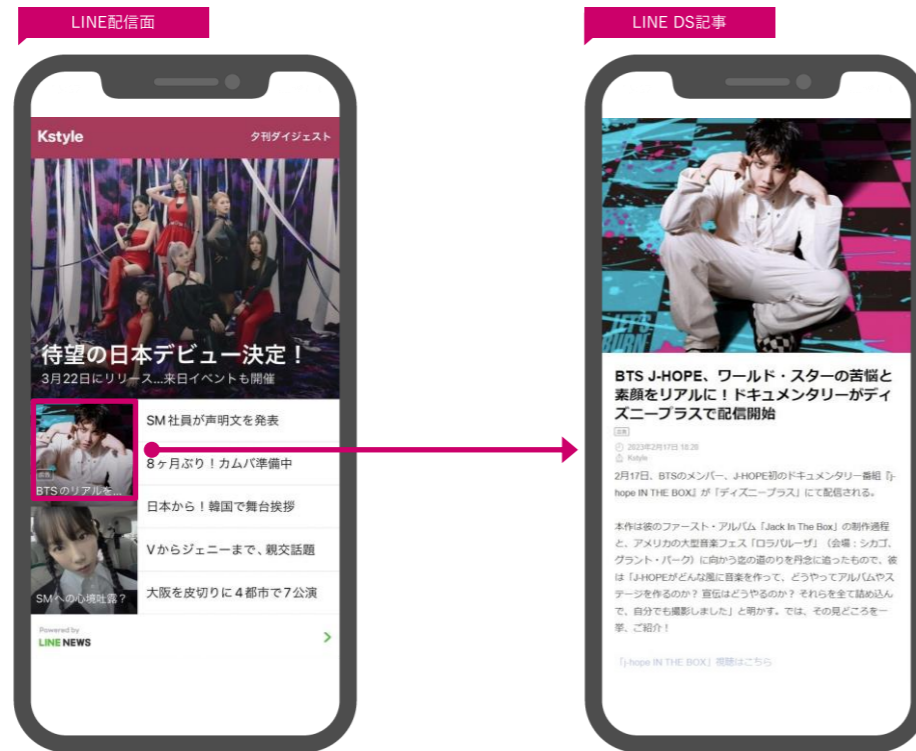 LINE配信面
Kstyle
夕刊ダイジェスト
待望の日本デビュー決定！
3月22日にリリース...来日イベントも開催
広告
BTSのリアルを...
SMへの心境吐露？
SM社員が声明文を発表
8ヶ月ぶり！カムバ準備中
日本から！韓国で舞台挨拶
Vからジェニーまで、親交話題
大阪を皮切りに４都市で7公演
Powered by
LINE NEWS
LINE DS記事
LET'S
BURN
BTS J-HOPE、ワールド・スターの苦悩と
素顔をリアルに！ドキュメンタリーがディ
ズニープラスで配信開始
広告
2023年2月17日 18:28
Kstyle
2月17日、BTSのメンバー、J-HOPE初のドキュメンタリー番組『j-
hope IN THE BOX』が「ディズニープラス」にて配信される。
本作は彼のファースト・アルバム「Jack In The Box」の制作過程
と、アメリカの大型音楽フェス「ロラパルーザ」（会場：シカゴ、
グラント・パーク）に向かう迄の道のりを丹念に追ったもので、彼
は「J-HOPEがどんな風に音楽を作って、どうやってアルバムやス
テージを作るのか？ 宣伝はどうやるのか？ それらを全て詰め込ん
で、自分でも撮影しました」と明かす。では、その見どころを一
挙、ご紹介！
「j-hope IN THE BOX」視聴はこちら